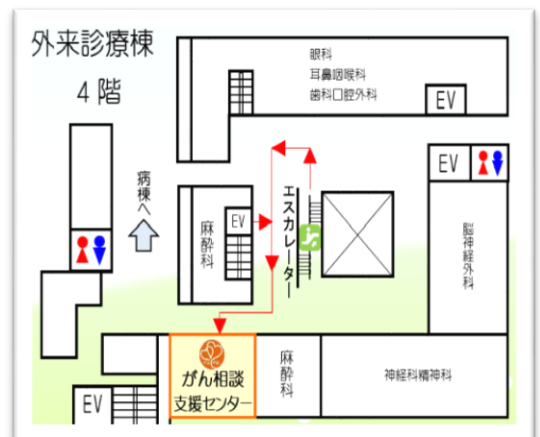 外来診療棟
4階
眼科
耳鼻咽喉科
歯科口腔外科
EV
EV
病棟へ
麻酔科
EV
エスカレーター
脳神経外科
がん相談
支援センター
麻酔科
神経科精神科
EV